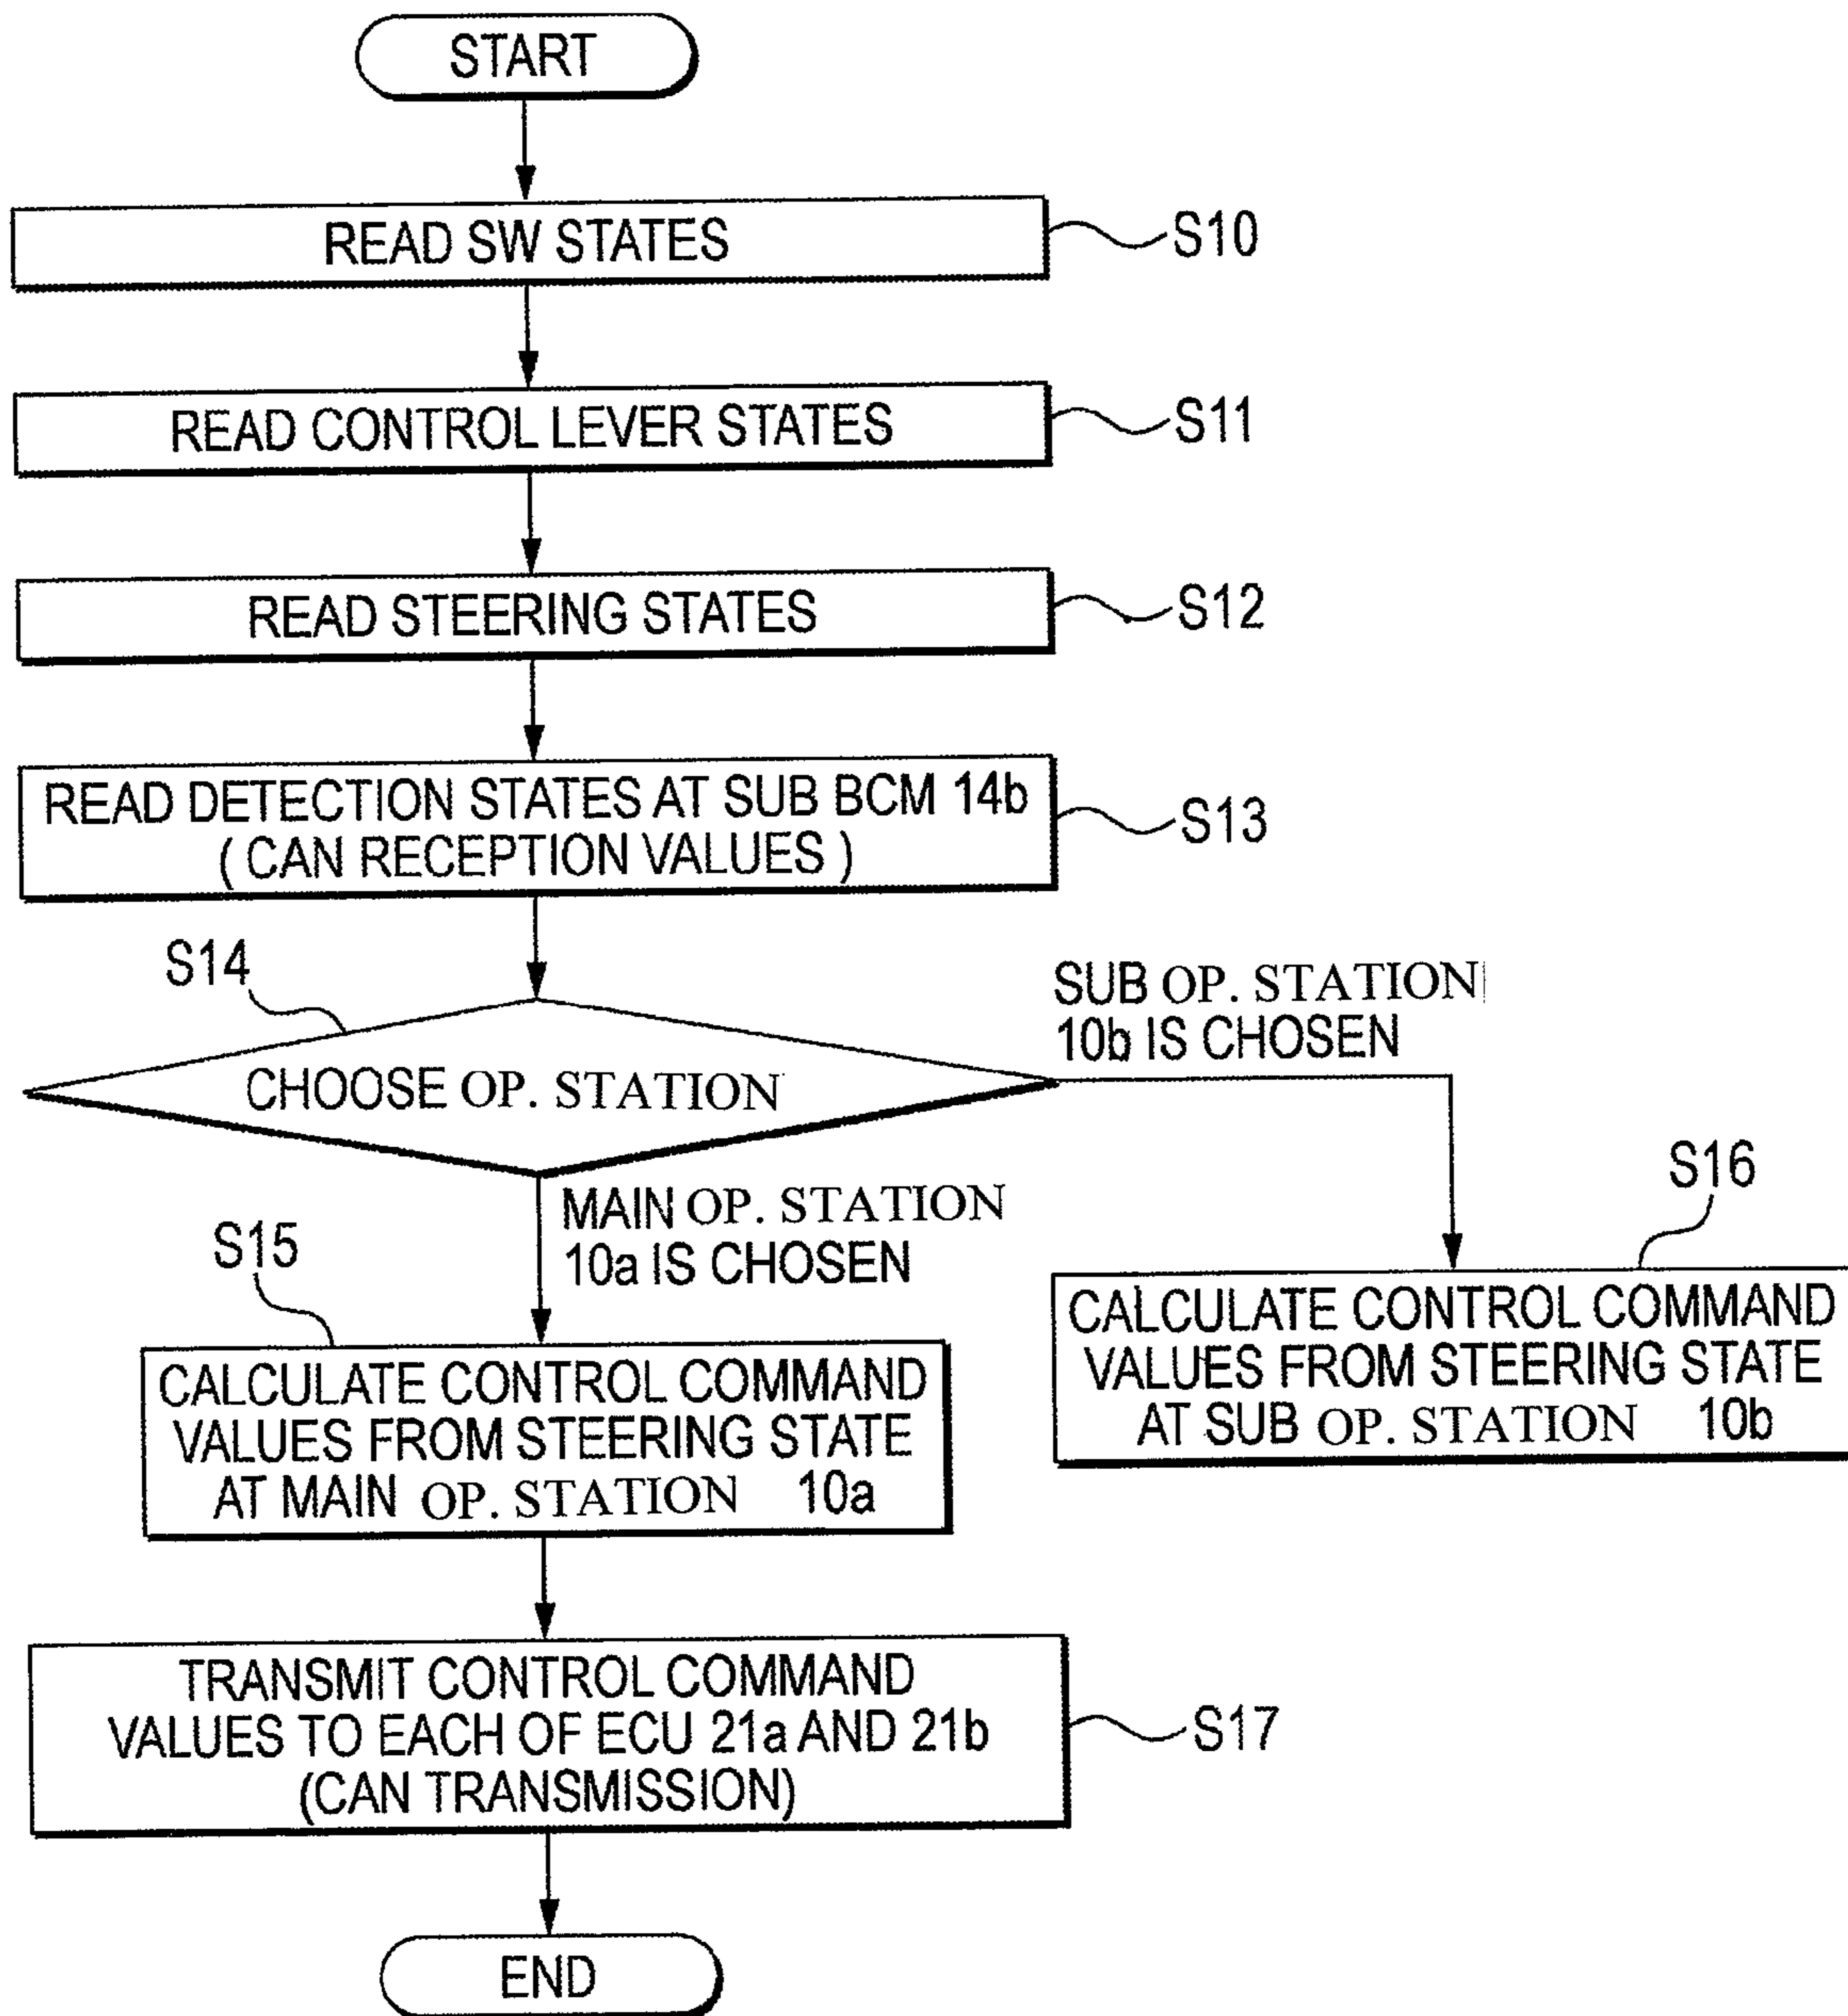 START
READ SW STATES
S10
READ CONTROL LEVER STATES
S11
READ STEERING STATES
S12
READ DETECTION STATES AT SUB BCM 14b
( CAN RECEPTION VALUES )
S13
S14
CHOOSE OP. STATION
SUB OP. STATION
10b IS CHOSEN
MAIN OP. STATION
10a IS CHOSEN
S15
CALCULATE CONTROL COMMAND
VALUES FROM STEERING STATE
AT MAIN OP. STATION 10a
S16
CALCULATE CONTROL COMMAND
VALUES FROM STEERING STATE
AT SUB OP. STATION 10b
TRANSMIT CONTROL COMMAND
VALUES TO EACH OF ECU 21a AND 21b
(CAN TRANSMISSION)
S17
END